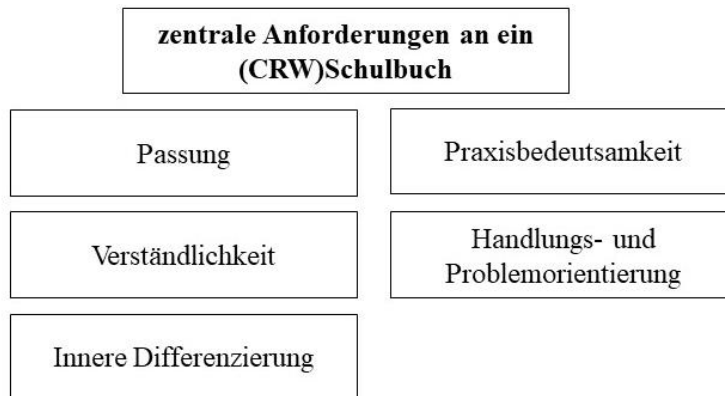 zentrale Anforderungen an ein
(CRW)Schulbuch
Passung
Praxisbedeutsamkeit
Verständlichkeit
Handlungs- und
Problemorientierung
Innere Differenzierung